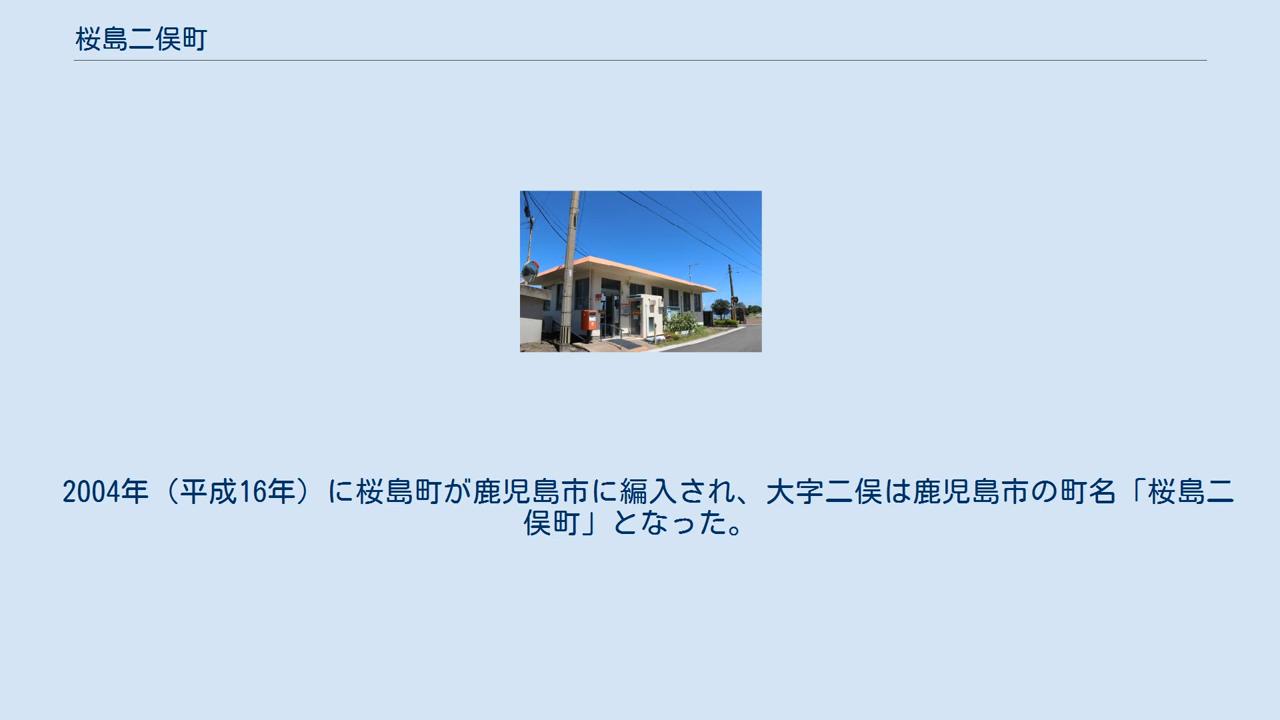 桜島二俣町
2004年（平成16年）に桜島町が鹿児島市に編入され、大字二俣は鹿児島市の町名「桜島二
俣町」となった。